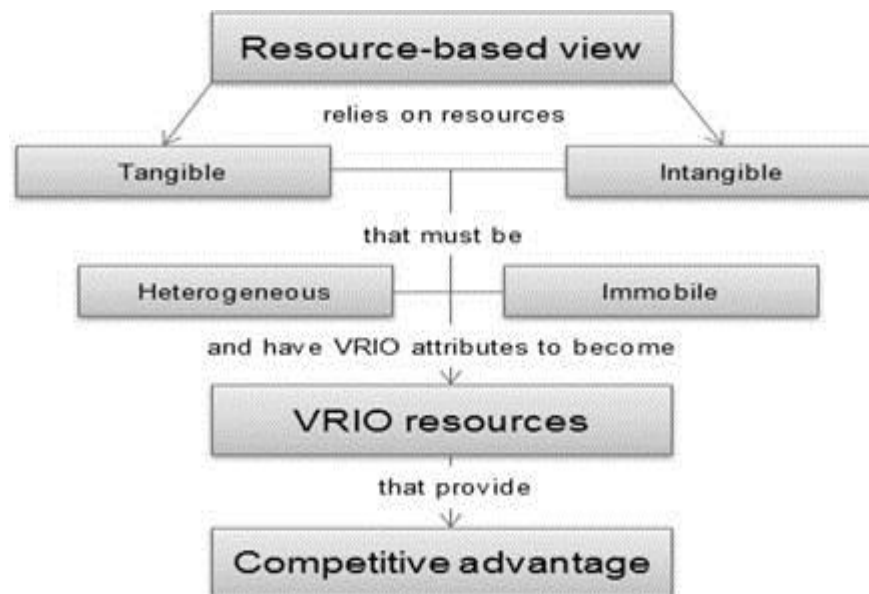 Resource-based view
relies on resources
Tangible
Intangible
that must be
Heterogeneous
Immobile
and have VRIO attributes to become
VRIO resources
that provide
Competitive advantage